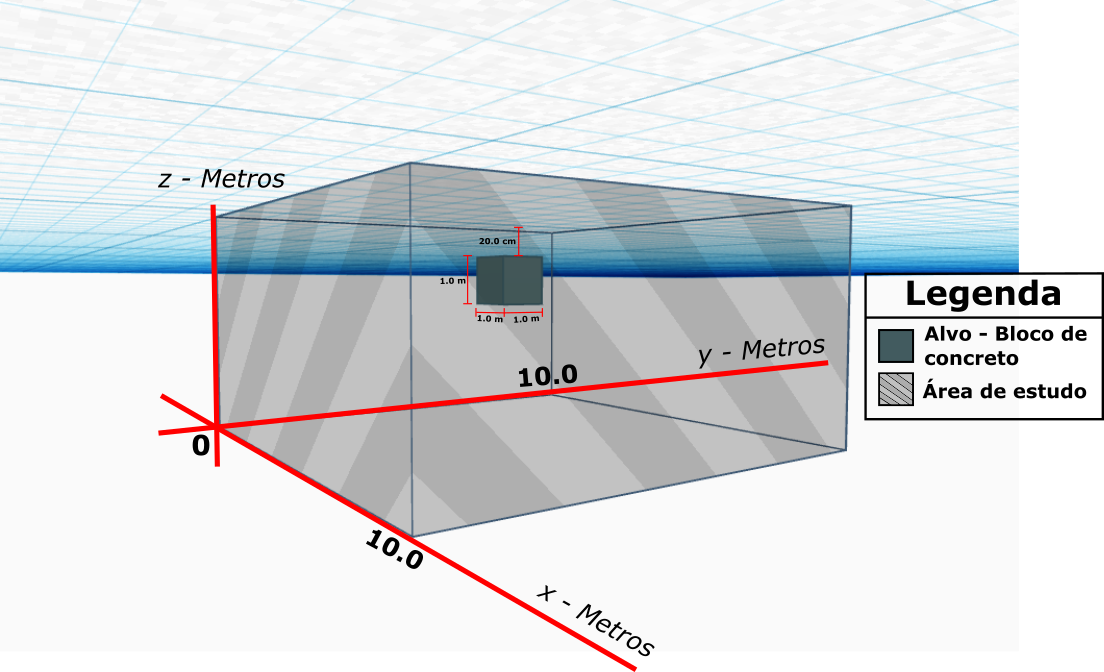 z - Metros
20.0 cm
1.0 m
1.0 m
1.0 m
Legenda
Alvo - Bloco de
concreto
Área de estudo
y - Metros
10.0
0
10.0
x - Metros